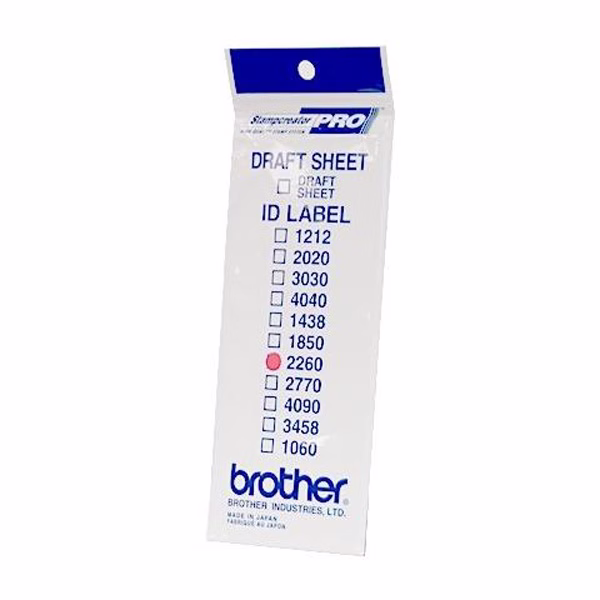 Stampcreator PRO
DRAFT SHEET
DRAFT
SHEET
ID LABEL
1212
2020
3030
4040
1438
1850
2260
2770
4090
3458
1060
brother®
BROTHER INDUSTRIES, LTD.
MADE IN JAPAN
FABRIQUE AU JAPON